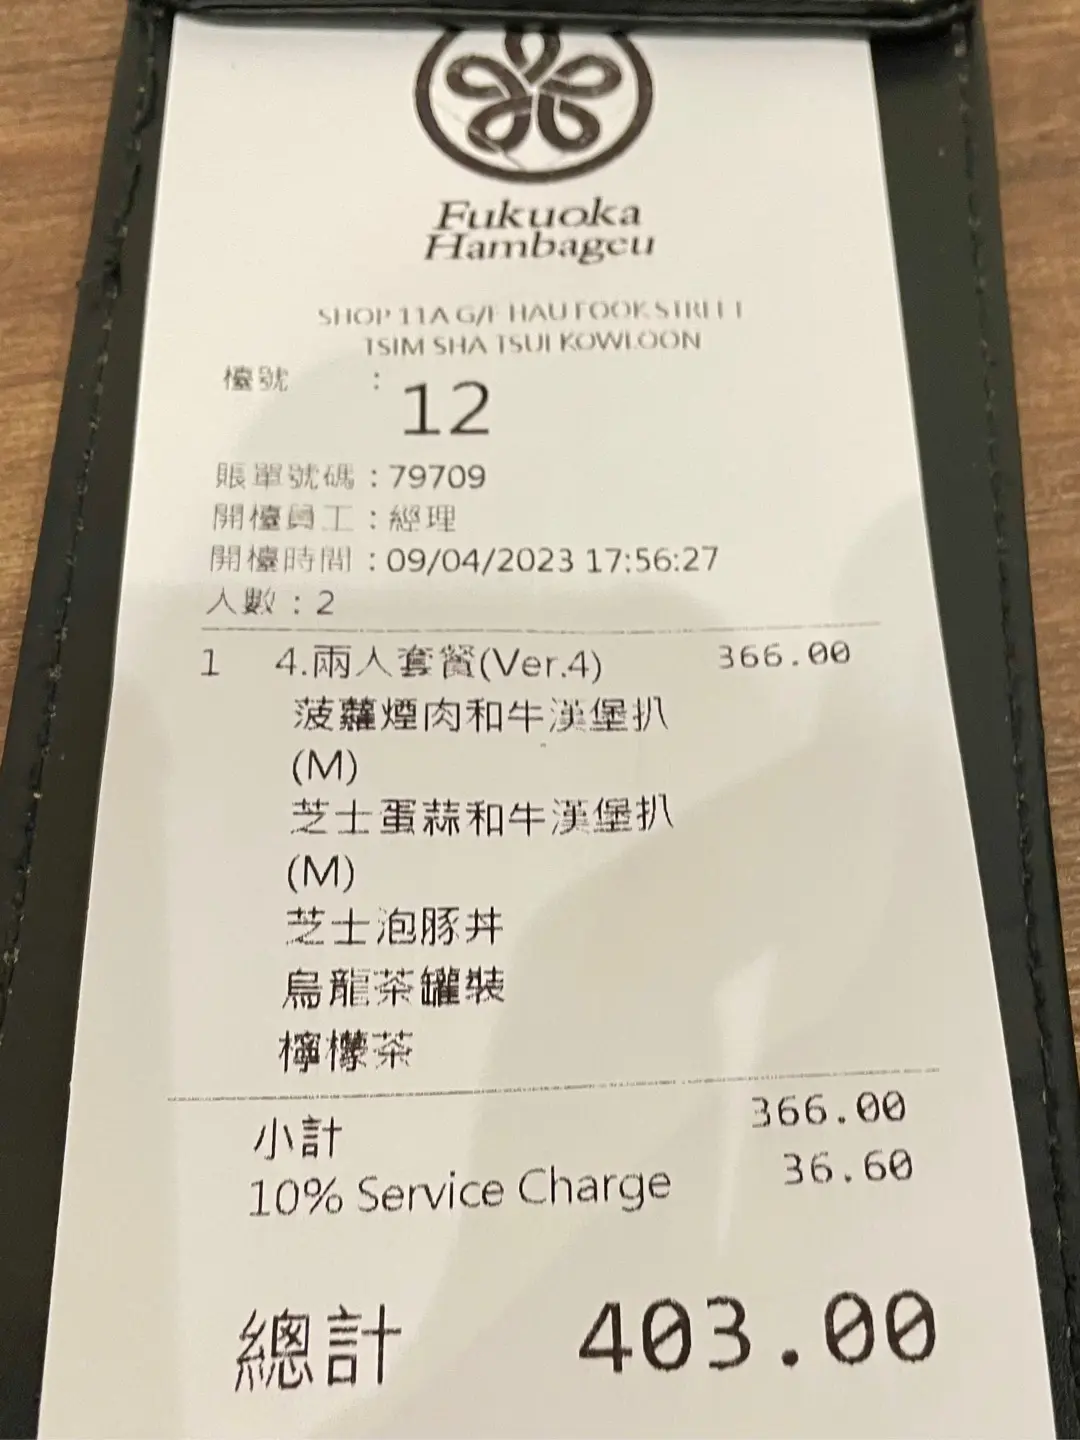 Fukuoka
Hambageu
SHOP 11A G/F HAU FOOK STREET
TSIM SHA TSUI KOWLOON
檯號 : 12
賬單號碼 : 79709
開檯員工 : 經理
開檯時間 : 09/04/2023 17:56:27
人數 : 2
1 4.兩人套餐(Ver.4) 366.00
菠蘿煙肉和牛漢堡扒
(M)
芝士蛋蒜和牛漢堡扒
(M)
芝士泡豚丼
烏龍茶罐裝
檸檬茶
小計 366.00
10% Service Charge 36.60
總計 403.00